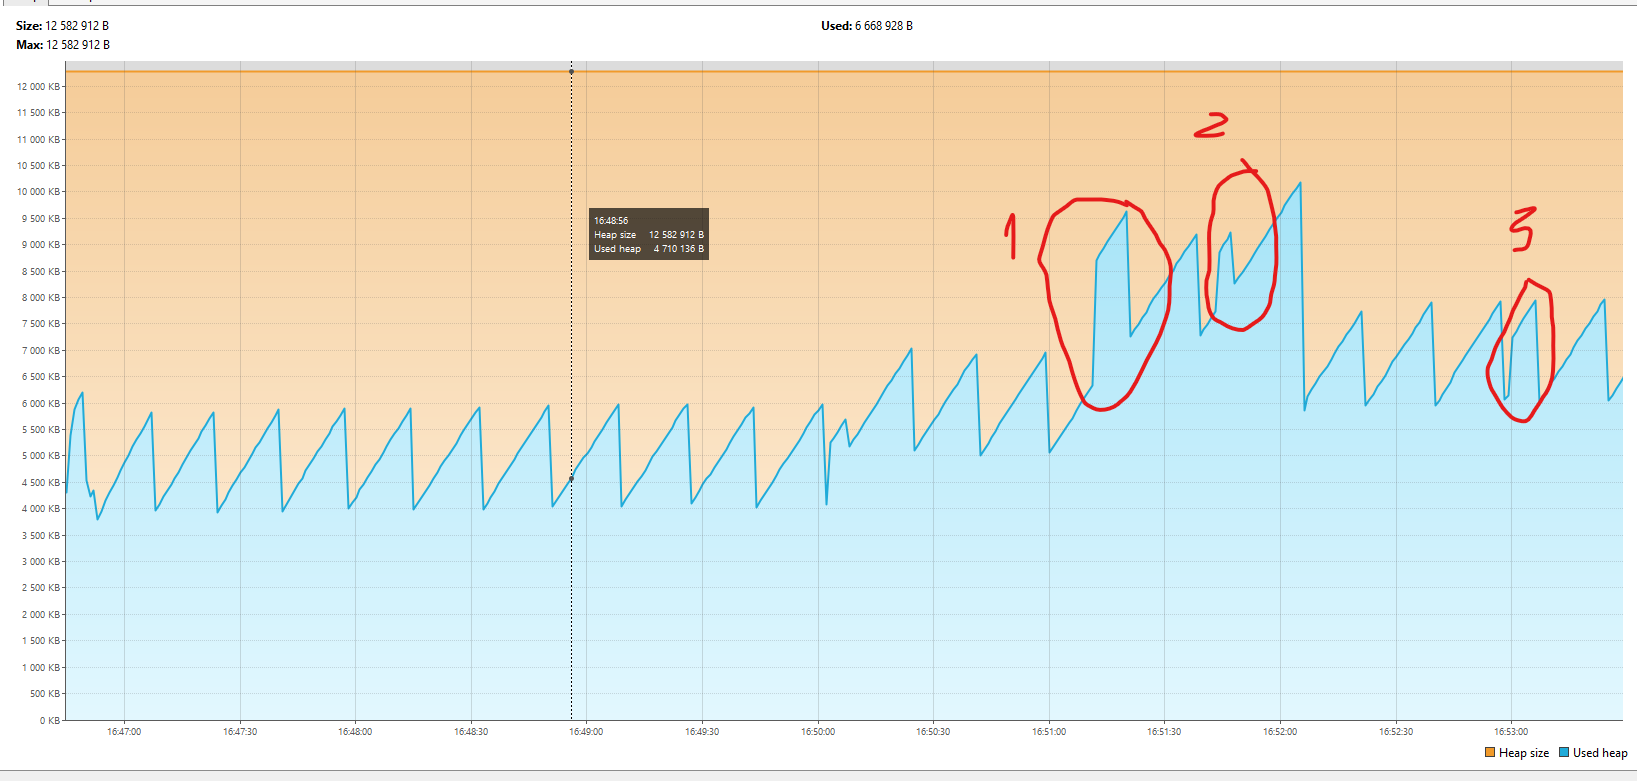 Size: 12 582 912 B
Used: 6 668 928 B
Max: 12 582 912 B
12 000 KB
11 500 KB
11 000 KB
10 500 KB
10 000 KB
9 500 KB
9 000 KB
8 500 KB
8 000 KB
7 500 KB
7 000 KB
6 500 KB
6 000 KB
5 500 KB
5 000 KB
4 500 KB
4 000 KB
3 500 KB
3 000 KB
2 500 KB
2 000 KB
1 500 KB
1 000 KB
500 KB
0 KB
1
2
3
16:48:56
Heap size 12 582 912 B
Used heap 4 710 136 B
16:47:00
16:47:30
16:48:00
16:48:30
16:49:00
16:49:30
16:50:00
16:50:30
16:51:00
16:51:30
16:52:00
16:52:30
16:53:00
Heap size
Used heap